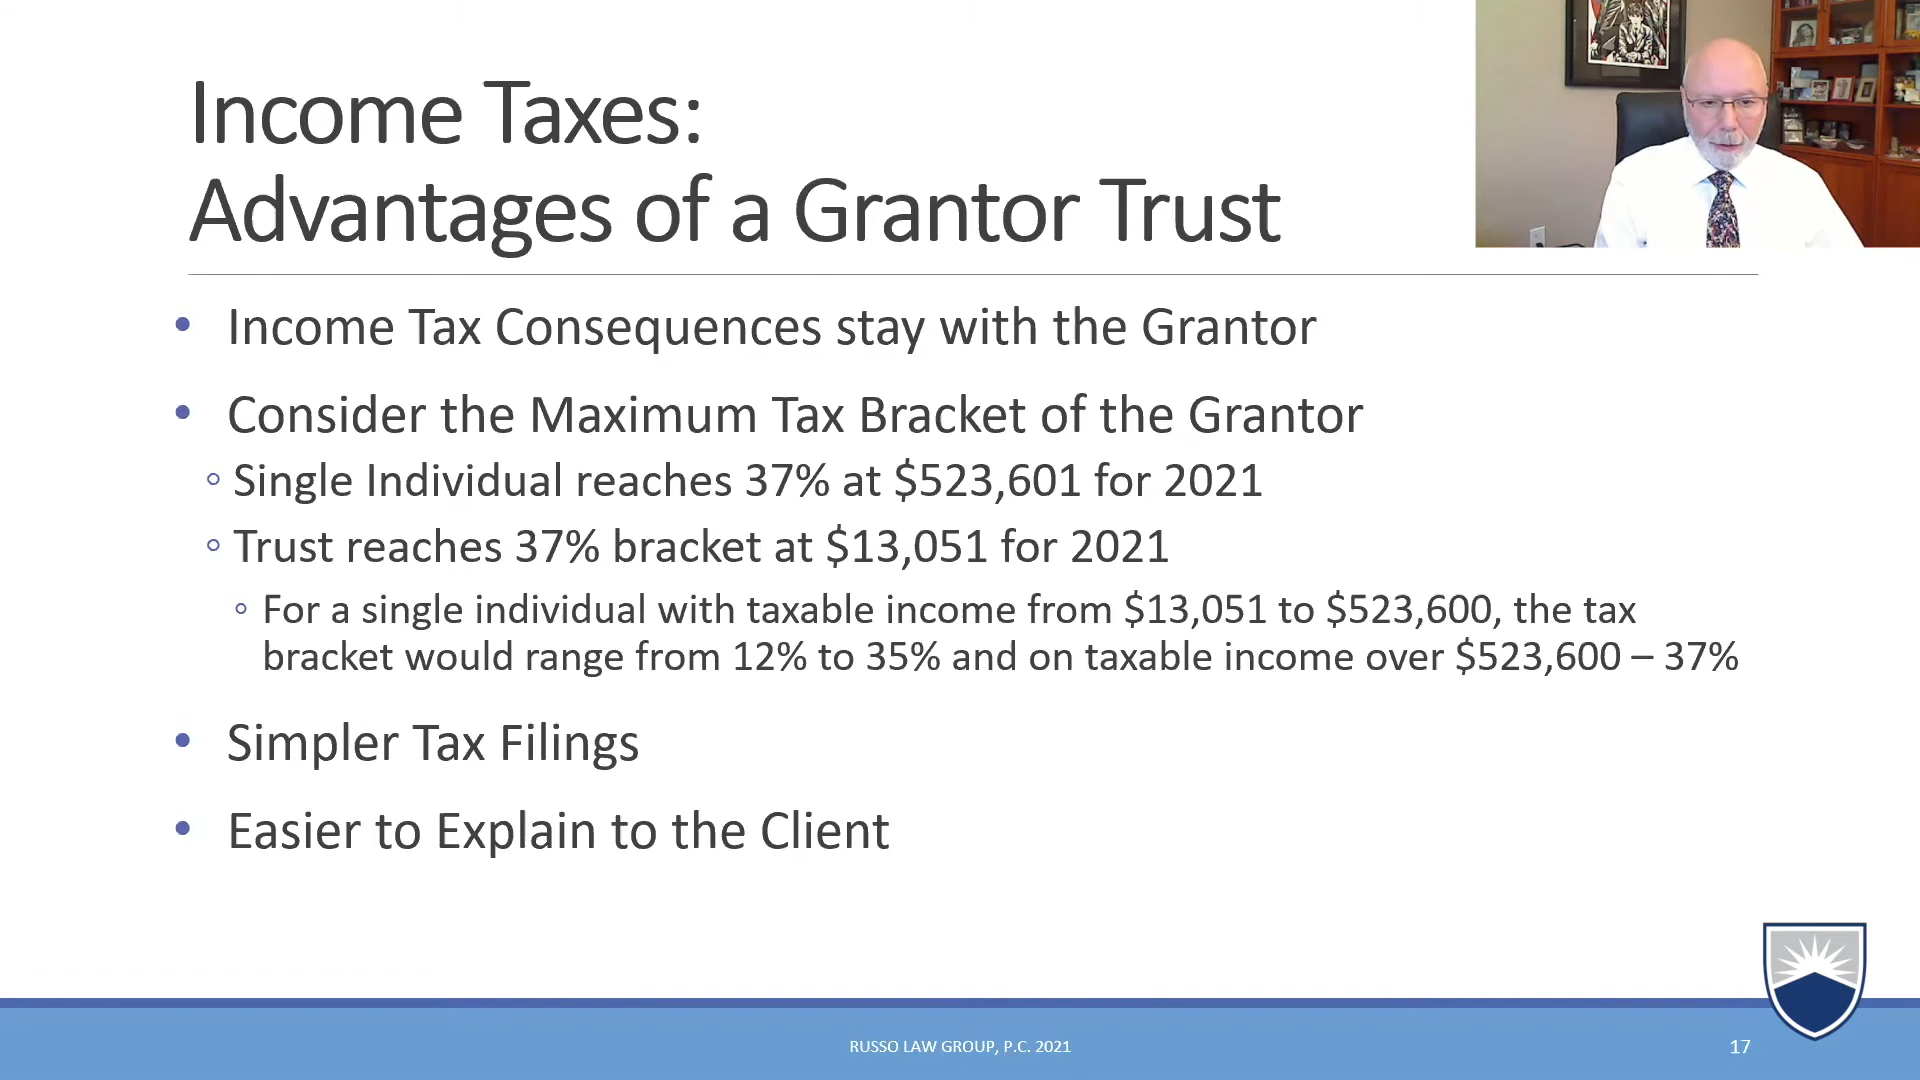 Income Taxes:
Advantages of a Grantor Trust
• Income Tax Consequences stay with the Grantor
• Consider the Maximum Tax Bracket of the Grantor
◦ Single Individual reaches 37% at $523,601 for 2021
◦ Trust reaches 37% bracket at $13,051 for 2021
◦ For a single individual with taxable income from $13,051 to $523,600, the tax
bracket would range from 12% to 35% and on taxable income over $523,600 – 37%
• Simpler Tax Filings
• Easier to Explain to the Client
RUSSO LAW GROUP, P.C. 2021
17